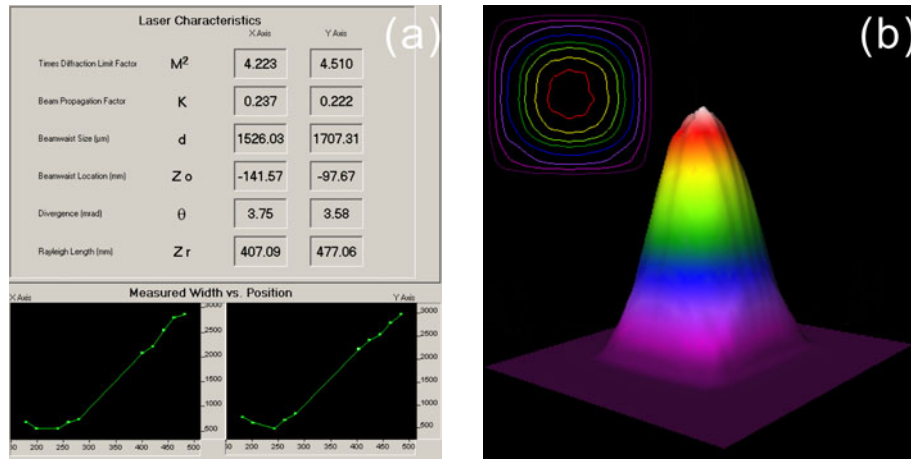 Laser Characteristics
(a)
(b)
X Axis Y Axis
Times Diffraction Limit Factor M² 4.223 4.510
Beam Propagation Factor K 0.237 0.222
Beamwaist Size (µm) d 1526.03 1707.31
Beamwaist Location (mm) Zo -141.57 -97.67
Divergence (mrad) θ 3.75 3.58
Rayleigh Length (mm) Zr 407.09 477.06
Measured Width vs. Position
X Axis Y Axis
3000 3000
2500 2500
2000 2000
1500 1500
1000 1000
500 500
200 250 300 350 400 450 500
200 250 300 350 400 450 500